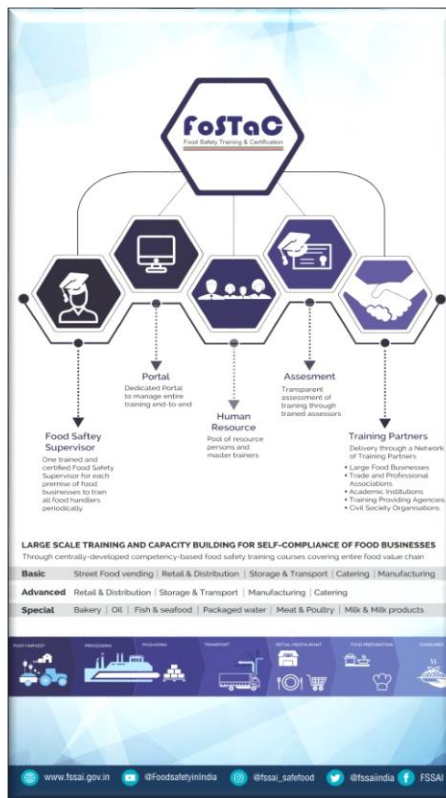 FoSTaC
Food Safety Training & Certification
Portal
Dedicated Portal
to manage entire
training end-to-end
Assesment
Transparent
assessment of
training through
trained assessors
Human
Resource
Pool of resource
persons and
master trainers
Food Saftey
Supervisor
One trained and
certified Food Safety
Supervisor for each
premise of food
businesses to train
all food handlers
periodically
Training Partners
Delivery through a Network
of Training Partners
• Large Food Businesses
• Trade and Professional
Associations
• Academic Institutions
• Training Providing Agencies
• Civil Society Organisations
LARGE SCALE TRAINING AND CAPACITY BUILDING FOR SELF-COMPLIANCE OF FOOD BUSINESSES
Through centrally-developed competency-based food safety training courses covering entire food value chain
Basic Street Food vending | Retail & Distribution | Storage & Transport | Catering | Manufacturing
Advanced Retail & Distribution | Storage & Transport | Manufacturing | Catering
Special Bakery | Oil | Fish & seafood | Packaged water | Meat & Poultry | Milk & Milk products
POST HARVEST PROCESSING PACKAGING TRANSPORT RETAIL/RESTAURANT FOOD PREPARATION CONSUMER
www.fssai.gov.in @FoodsafetyinIndia @fssai_safefood @fssaiindia FSSAI